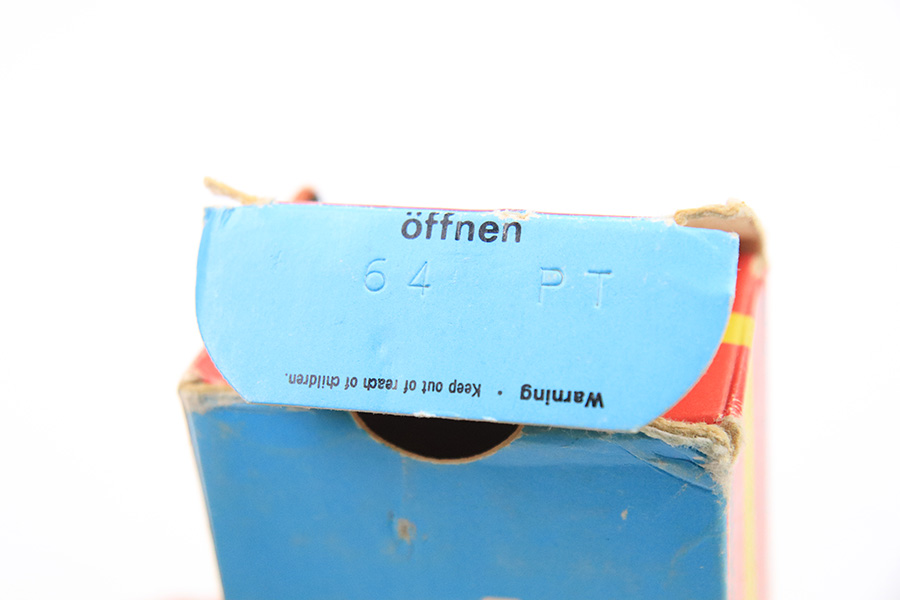 öffnen
64 PT
Warning · Keep out of reach of children.